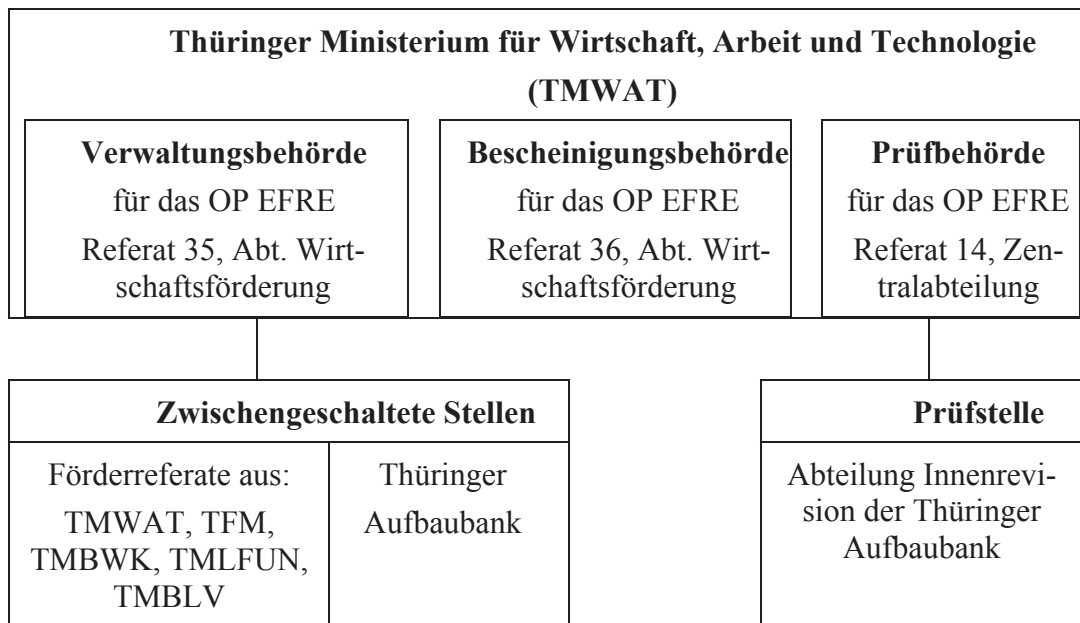 Thüringer Ministerium für Wirtschaft, Arbeit und Technologie
(TMWAT)
Verwaltungsbehörde
für das OP EFRE
Referat 35, Abt. Wirt-
schaftsförderung
Bescheinigungsbehörde
für das OP EFRE
Referat 36, Abt. Wirt-
schaftsförderung
Prüfbehörde
für das OP EFRE
Referat 14, Zen-
tralabteilung
Zwischengeschaltete Stellen
Förderreferate aus:
TMWAT, TFM,
TMBWK, TMLFUN,
TMBLV
Thüringer
Aufbaubank
Prüfstelle
Abteilung Innenrevi-
sion der Thüringer
Aufbaubank